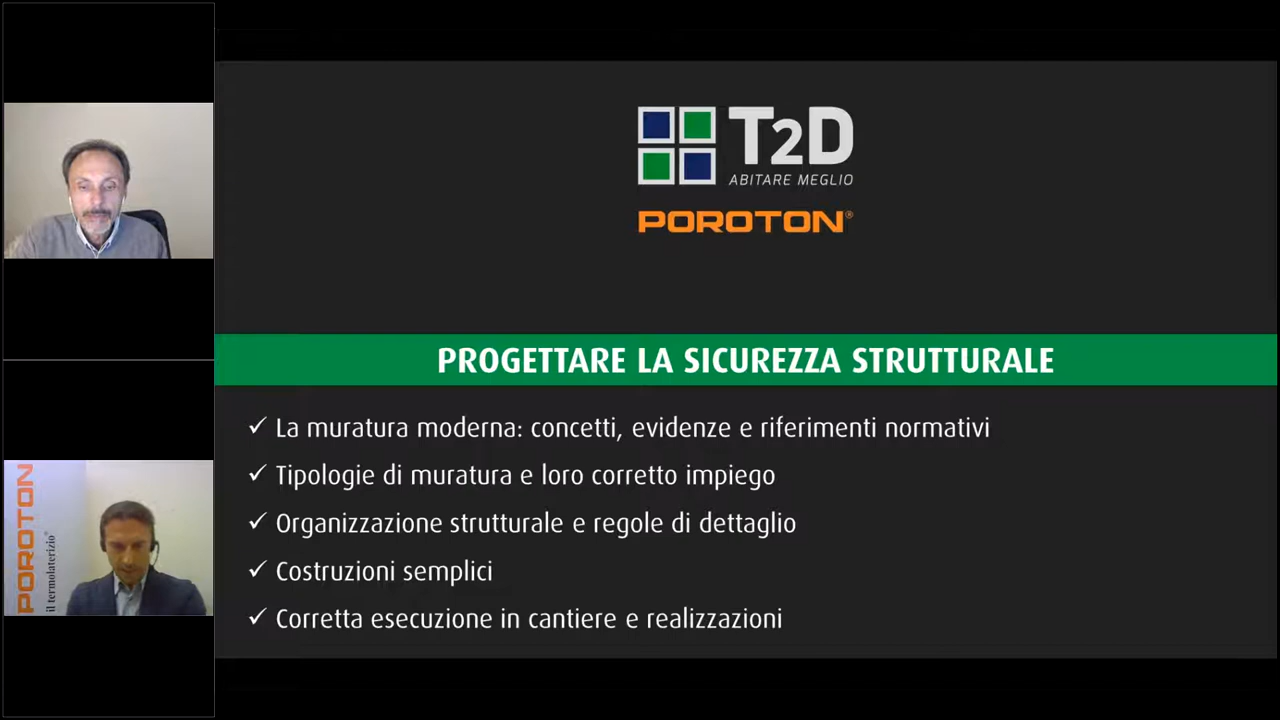 T2D
ABITARE MEGLIO
POROTON®
PROGETTARE LA SICUREZZA STRUTTURALE
✓ La muratura moderna: concetti, evidenze e riferimenti normativi
✓ Tipologie di muratura e loro corretto impiego
✓ Organizzazione strutturale e regole di dettaglio
✓ Costruzioni semplici
✓ Corretta esecuzione in cantiere e realizzazioni
POROTON
il termolaterizio®